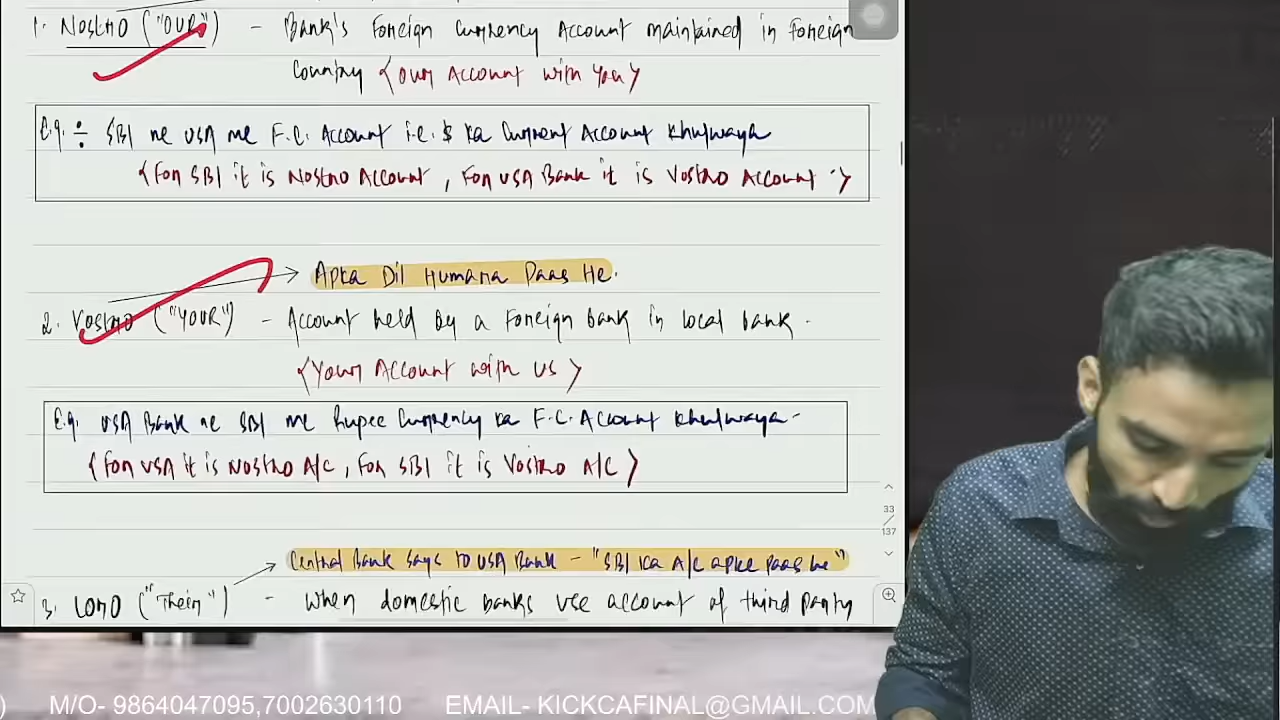 1. Nostro ("OUR") - Bank's Foreign Currency Account maintained in Foreign
Country {Our Account with You}
E.g. ÷ SBI ne USA me F.C. Account i.e. $ ka Current Account Khulwaya
{For SBI it is Nostro Account, For USA Bank it is Vostro Account.}
Apka Dil Humara Paas He.
2. Vostro ("YOUR") - Account held by a Foreign bank in local bank.
{Your Account with us}
E.g. USA Bank ne SBI me Rupee Currency ka F.C. Account Khulwaya-
{For USA it is Nostro A/C, For SBI it is Vostro A/C}
33
/
137
Central Bank says to USA Bank - "SBI Ka A/C apke paas he"
3. LORO ("Their") - When domestic banks use account of third party
) M/O- 9864047095,7002630110 EMAIL- KICKCAFINAL@GMAIL.COM